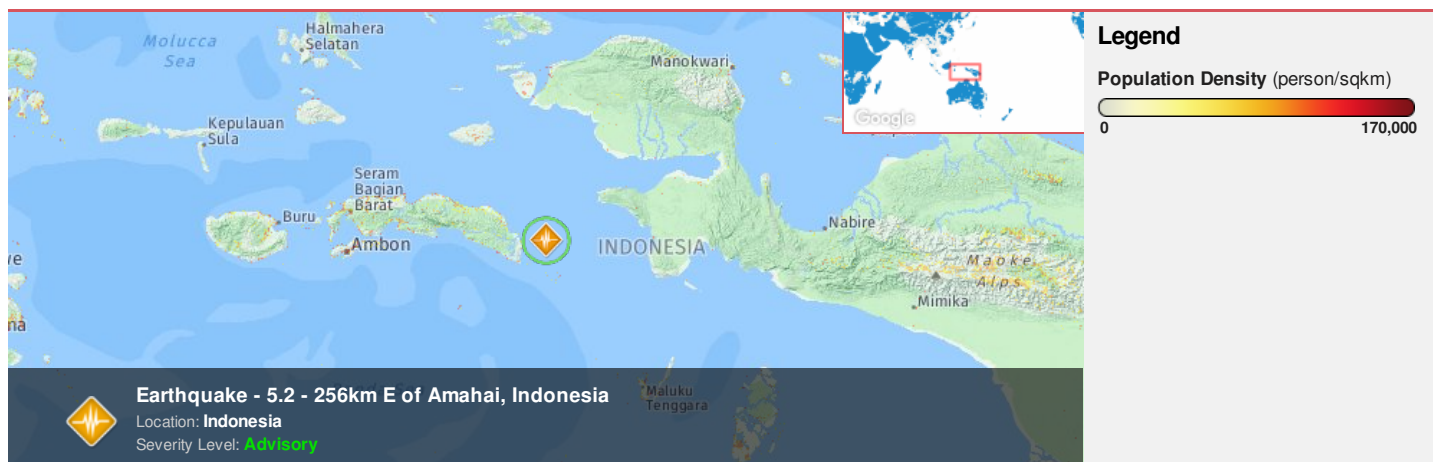 Halmahera
Selatan
Molucca
Sea
Manokwari
Google
Kepulauan
Sula
Seram
Bagian
Barat
Buru
Ambon
INDONESIA
Nabire
Maoke
Alps
Mimika
Maluku
Tenggara
Earthquake - 5.2 - 256km E of Amahai, Indonesia
Location: Indonesia
Severity Level: Advisory
Legend
Population Density (person/sqkm)
0 170,000